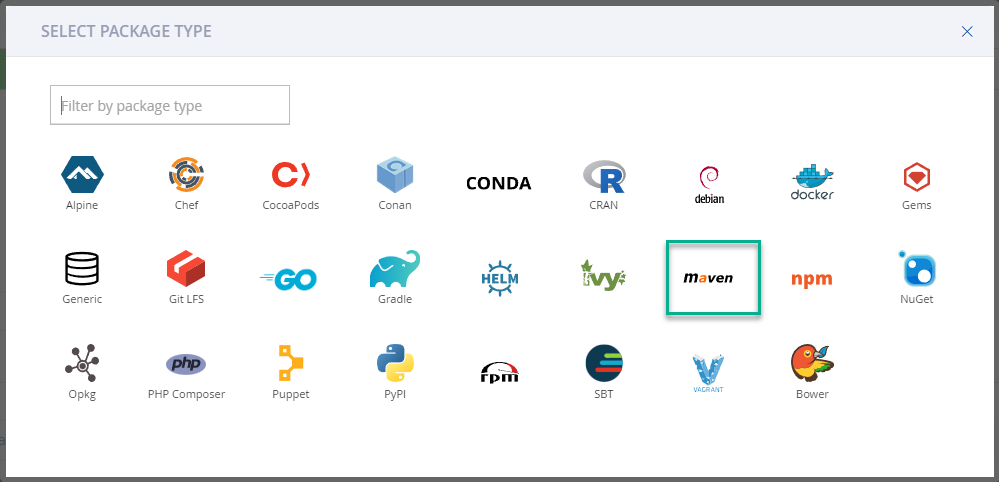 SELECT PACKAGE TYPE
Filter by package type
CONDA
debian
docker
Alpine
Chef
CocoaPods
Conan
CRAN
Gems
GO
HELM
ivy
maven
npm
Generic
Git LFS
Gradle
NuGet
php
rpm
VAGRANT
Opkg
PHP Composer
Puppet
PyPI
SBT
Bower